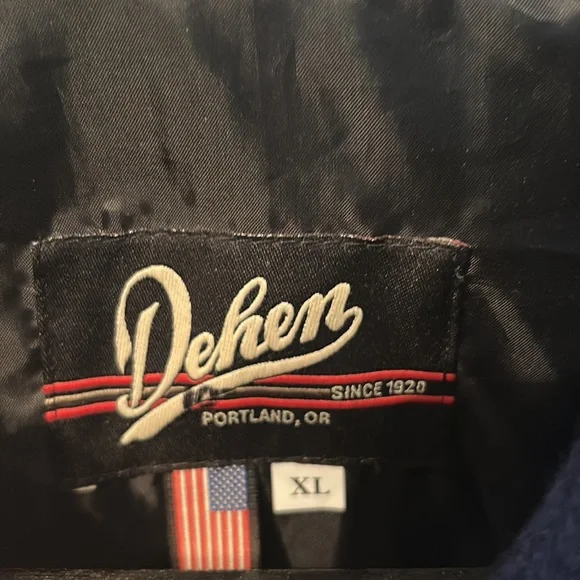 Dehen
SINCE 1920
PORTLAND, OR
XL